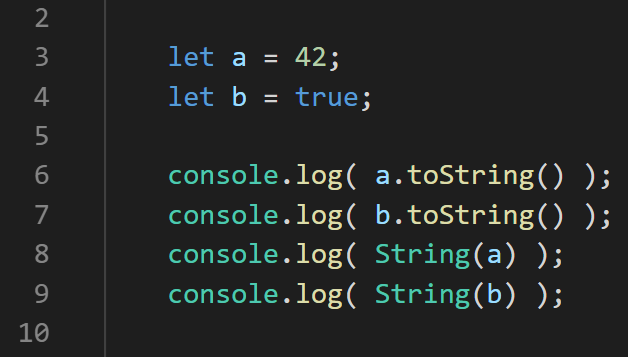 2
3 let a = 42;
4 let b = true;
5
6 console.log( a.toString() );
7 console.log( b.toString() );
8 console.log( String(a) );
9 console.log( String(b) );
10